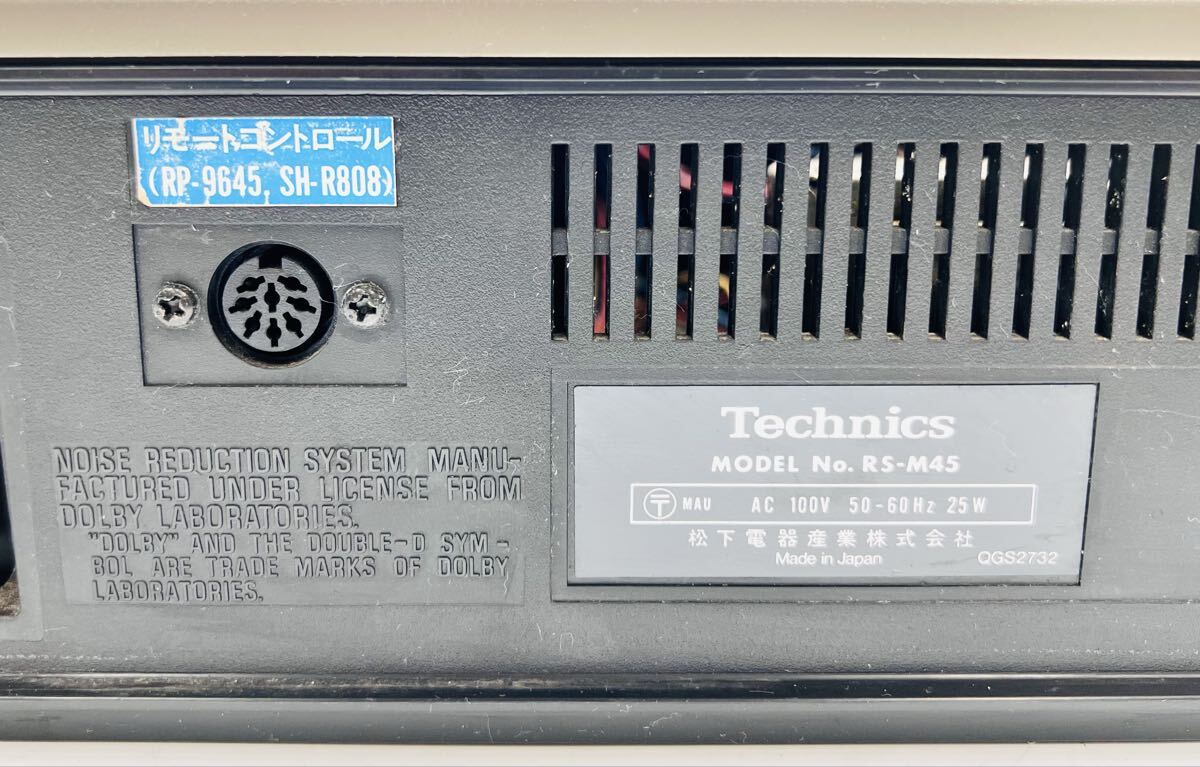 リモートコントロール
(RP-9645, SH-R808)
NOISE REDUCTION SYSTEM MANU-
FACTURED UNDER LICENSE FROM
DOLBY LABORATORIES.
"DOLBY" AND THE DOUBLE-D SYM-
BOL ARE TRADE MARKS OF DOLBY
LABORATORIES.
Technics
MODEL No. RS-M45
〒 MAU AC 100V 50-60Hz 25W
松下電器産業株式会社
Made in Japan QGS2732